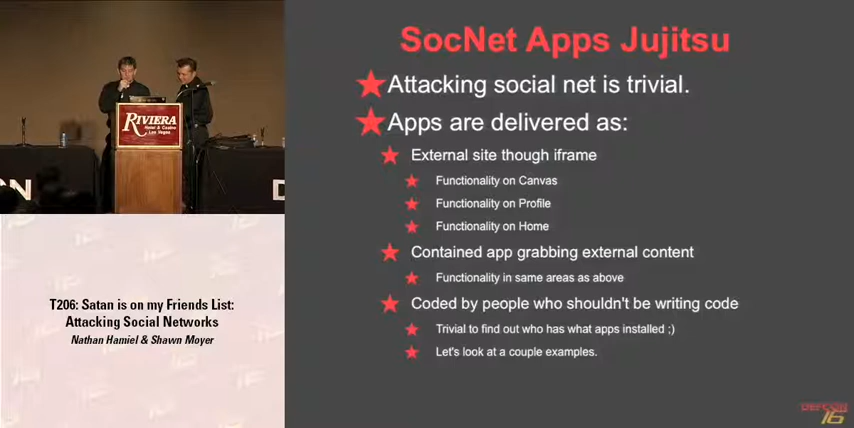 SocNet Apps Jujitsu
Attacking social net is trivial.
Apps are delivered as:
External site though iframe
Functionality on Canvas
Functionality on Profile
Functionality on Home
Contained app grabbing external content
Functionality in same areas as above
Coded by people who shouldn't be writing code
Trivial to find out who has what apps installed ;)
Let's look at a couple examples.
RIVIERA
Hotel & Casino
Las Vegas
T206: Satan is on my Friends List:
Attacking Social Networks
Nathan Hamiel & Shawn Moyer
DEFCON
16